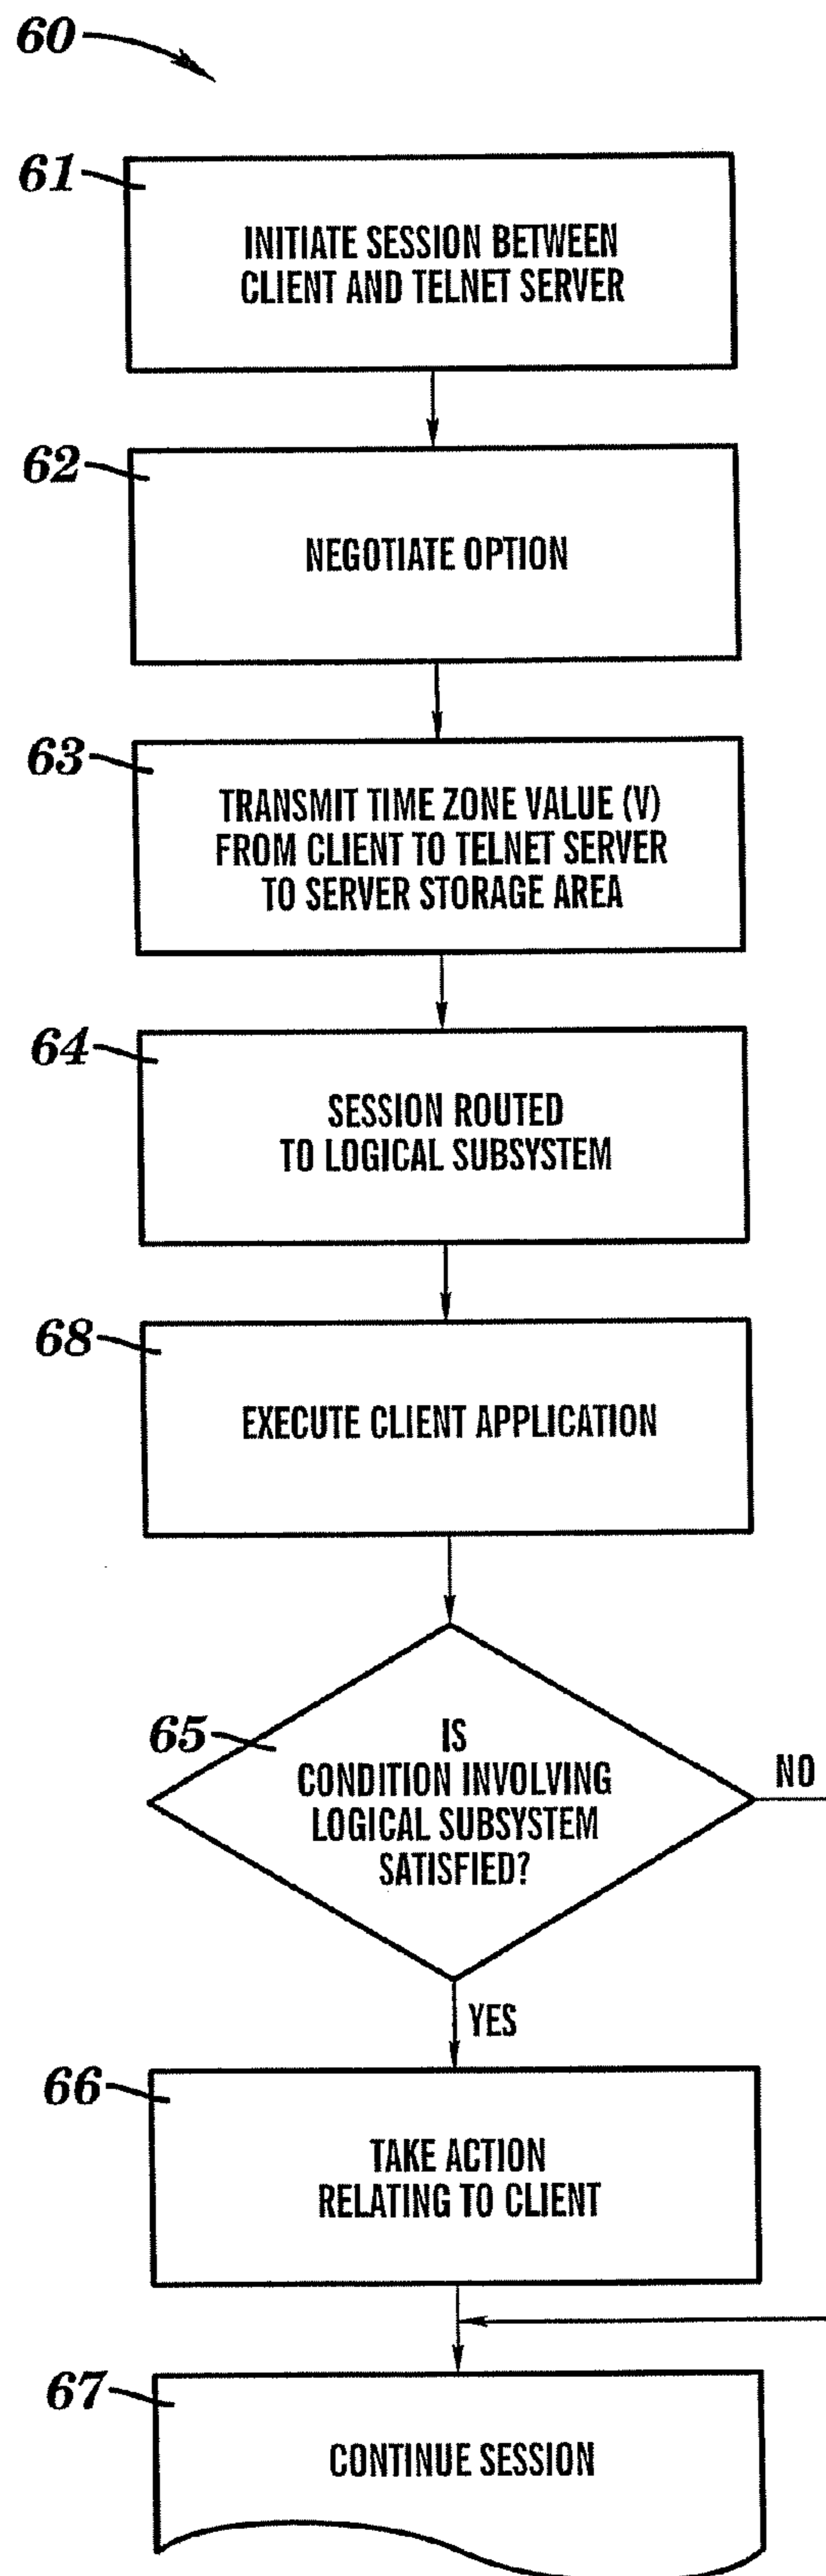 60
61
INITIATE SESSION BETWEEN
CLIENT AND TELNET SERVER
62
NEGOTIATE OPTION
63
TRANSMIT TIME ZONE VALUE (V)
FROM CLIENT TO TELNET SERVER
TO SERVER STORAGE AREA
64
SESSION ROUTED
TO LOGICAL SUBSYSTEM
68
EXECUTE CLIENT APPLICATION
65
IS
CONDITION INVOLVING
LOGICAL SUBSYSTEM
SATISFIED?
NO
YES
66
TAKE ACTION
RELATING TO CLIENT
67
CONTINUE SESSION